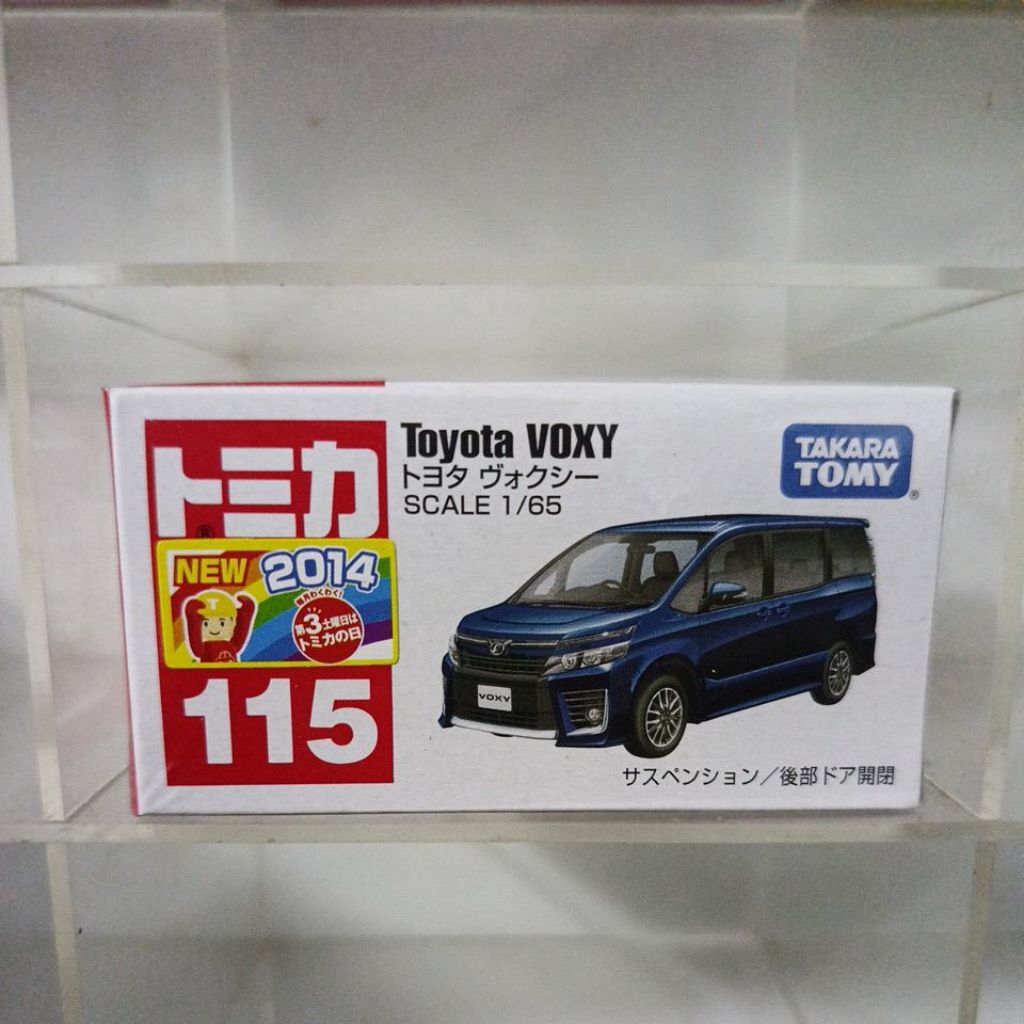 トミカ
®
NEW 2014
毎月わくわく!
第3土曜日は
トミカの日
115
Toyota VOXY
トヨタ ヴォクシー
SCALE 1/65
TAKARA
TOMY
®
VOXY
サスペンション/後部ドア開閉